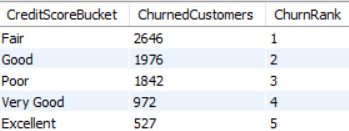 CreditScoreBucket ChurnedCustomers ChurnRank
Fair 2646 1
Good 1976 2
Poor 1842 3
Very Good 972 4
Excellent 527 5